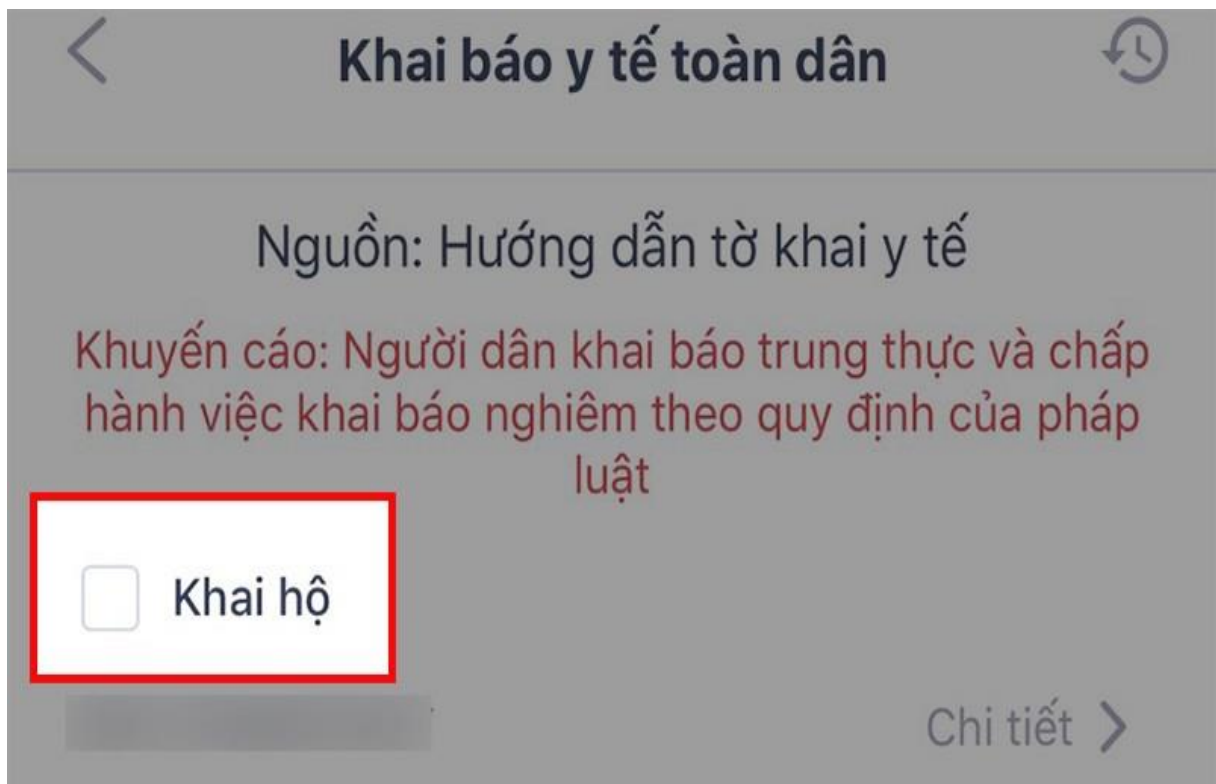 Khai báo y tế toàn dân
Nguồn: Hướng dẫn tờ khai y tế
Khuyến cáo: Người dân khai báo trung thực và chấp
hành việc khai báo nghiêm theo quy định của pháp
luật
Khai hộ
Chi tiết